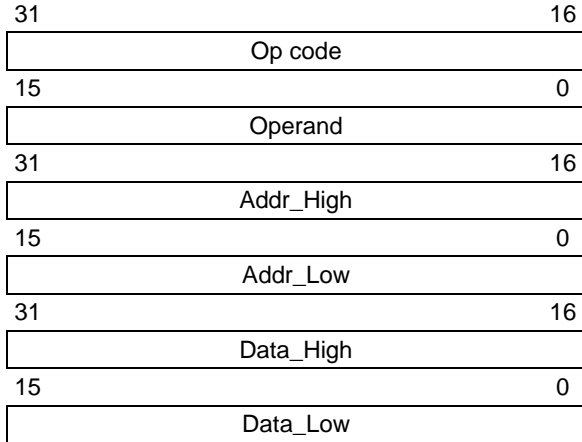 31 16
Op code
15 0
Operand
31 16
Addr_High
15 0
Addr_Low
31 16
Data_High
15 0
Data_Low